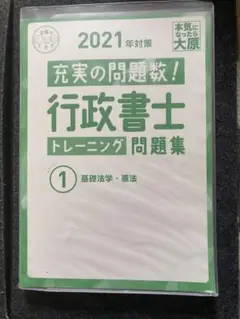 2021年対策
本気に
なったら
大原
充実の問題数!
行政書士
トレーニング 問題集
1 基礎法学・憲法